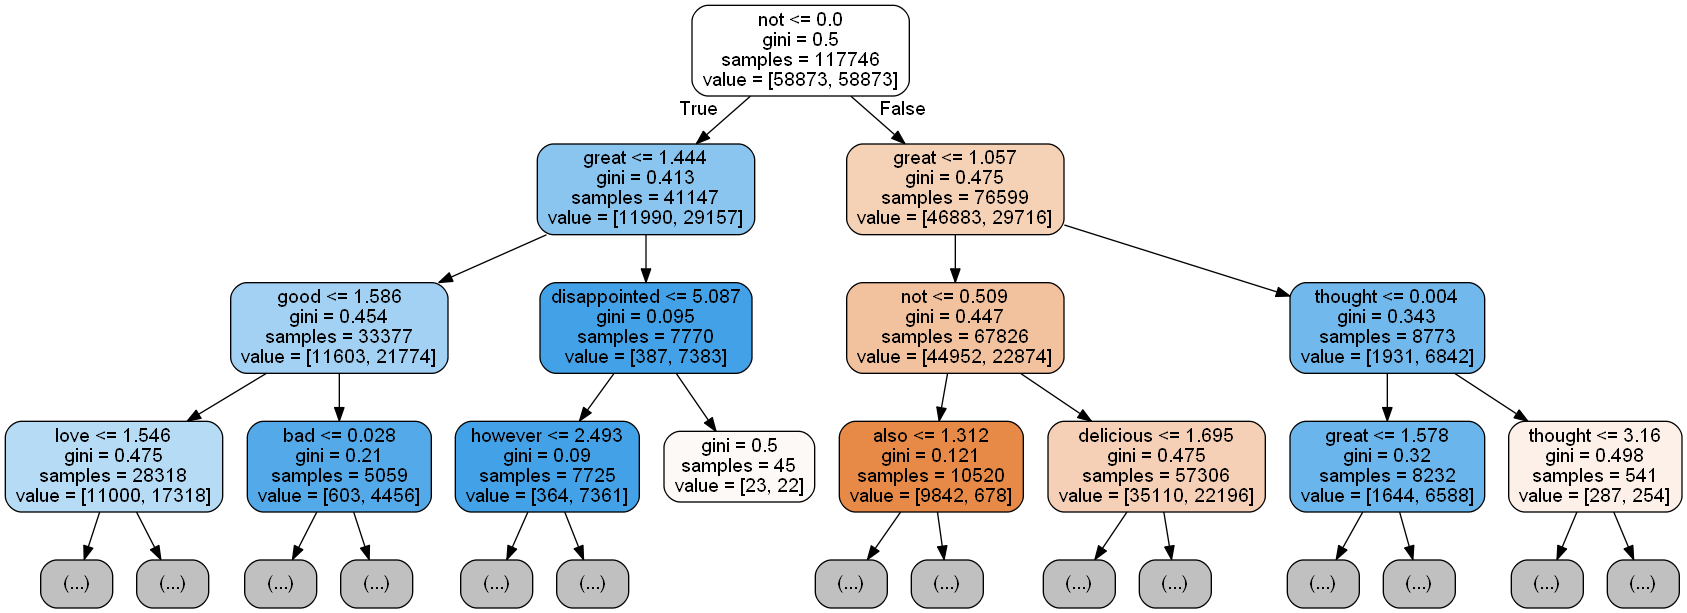 not <= 0.0
gini = 0.5
samples = 117746
value = [58873, 58873]
True
False
great <= 1.444
gini = 0.413
samples = 41147
value = [11990, 29157]
great <= 1.057
gini = 0.475
samples = 76599
value = [46883, 29716]
good <= 1.586
gini = 0.454
samples = 33377
value = [11603, 21774]
disappointed <= 5.087
gini = 0.095
samples = 7770
value = [387, 7383]
not <= 0.509
gini = 0.447
samples = 67826
value = [44952, 22874]
thought <= 0.004
gini = 0.343
samples = 8773
value = [1931, 6842]
love <= 1.546
gini = 0.475
samples = 28318
value = [11000, 17318]
bad <= 0.028
gini = 0.21
samples = 5059
value = [603, 4456]
however <= 2.493
gini = 0.09
samples = 7725
value = [364, 7361]
gini = 0.5
samples = 45
value = [23, 22]
also <= 1.312
gini = 0.121
samples = 10520
value = [9842, 678]
delicious <= 1.695
gini = 0.475
samples = 57306
value = [35110, 22196]
great <= 1.578
gini = 0.32
samples = 8232
value = [1644, 6588]
thought <= 3.16
gini = 0.498
samples = 541
value = [287, 254]
(...)
(...)
(...)
(...)
(...)
(...)
(...)
(...)
(...)
(...)
(...)
(...)
(...)
(...)